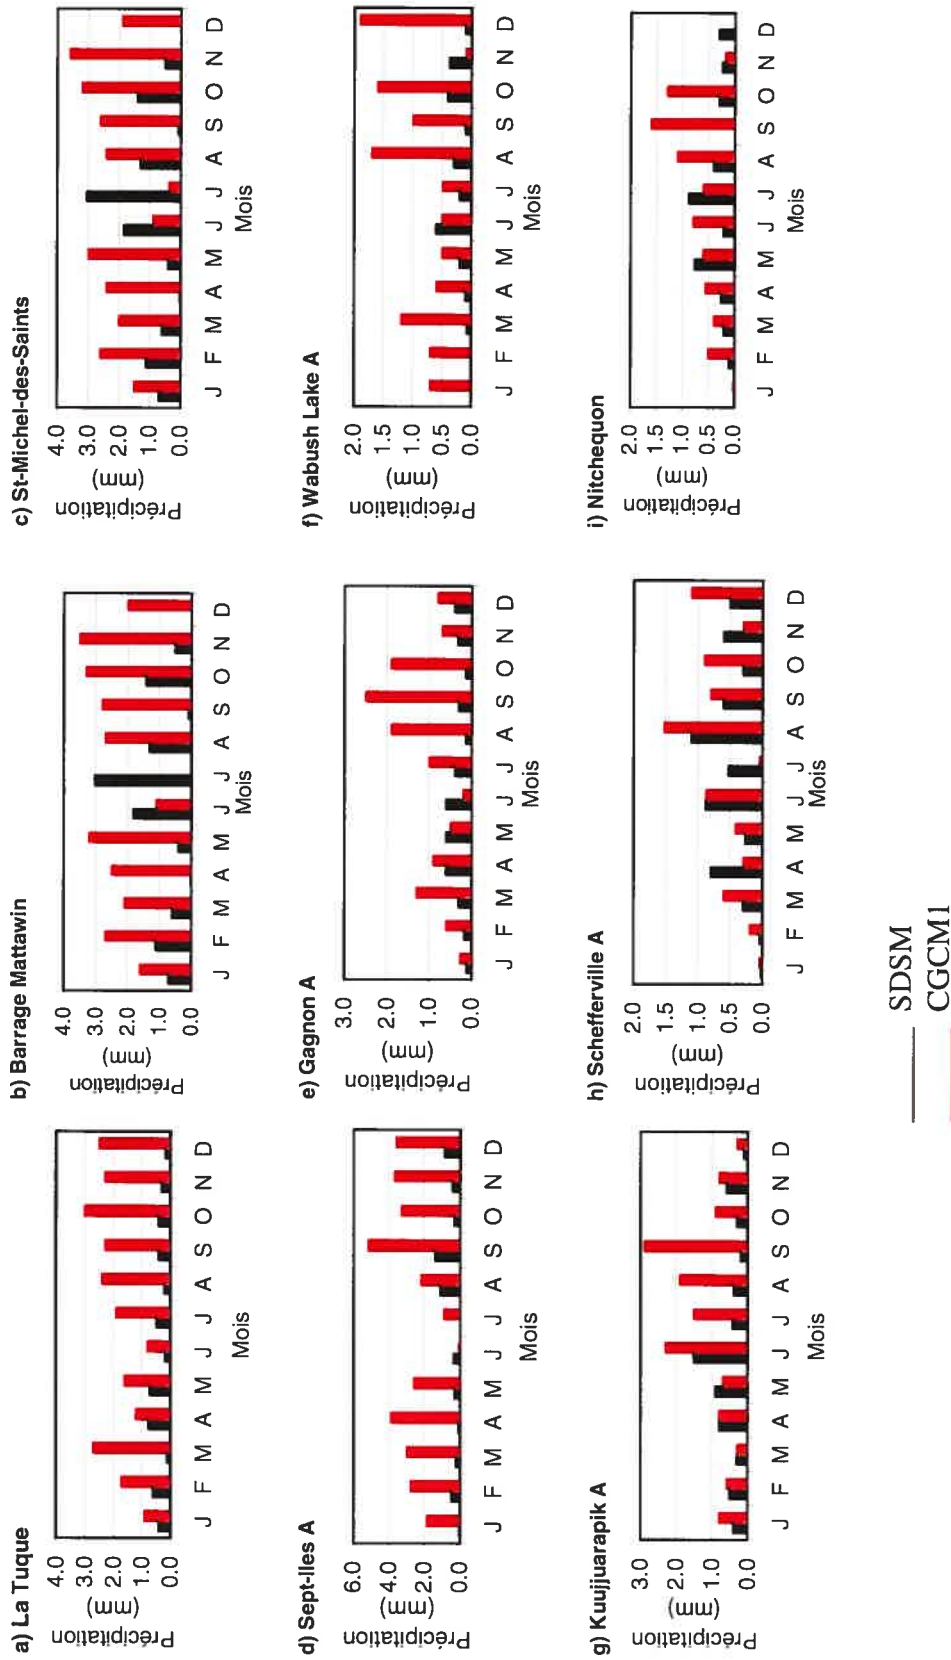 a) La Tuque
Précipitation
(mm)
4.0
3.0
2.0
1.0
0.0
J F M A M J J A S O N D
Mois
b) Barrage Mattawin
Précipitation
(mm)
4.0
3.0
2.0
1.0
0.0
J F M A M J J A S O N D
Mois
c) St-Michel-des-Saints
Précipitation
(mm)
4.0
3.0
2.0
1.0
0.0
J F M A M J J A S O N D
Mois
d) Sept-Iles A
Précipitation
(mm)
6.0
4.0
2.0
0.0
J F M A M J J A S O N D
Mois
e) Gagnon A
Précipitation
(mm)
3.0
2.0
1.0
0.0
J F M A M J J A S O N D
Mois
f) Wabush Lake A
Précipitation
(mm)
2.0
1.5
1.0
0.5
0.0
J F M A M J J A S O N D
Mois
g) Kuujjuarapik A
Précipitation
(mm)
3.0
2.0
1.0
0.0
J F M A M J J A S O N D
Mois
h) Schefferville A
Précipitation
(mm)
2.0
1.5
1.0
0.5
0.0
J F M A M J J A S O N D
Mois
i) Nitchequon
Précipitation
(mm)
2.0
1.5
1.0
0.5
0.0
J F M A M J J A S O N D
Mois
SDSM
CGCM1